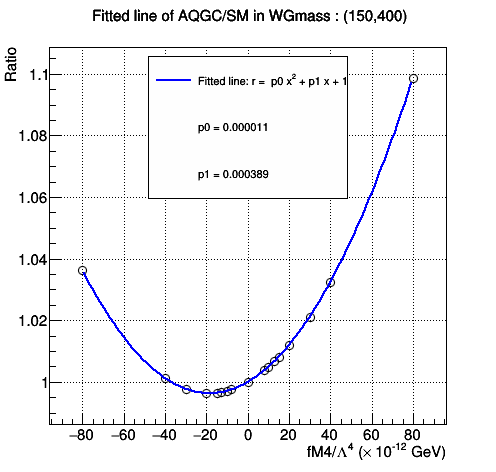 Fitted line of AQGC/SM in WGmass : (150,400)
Ratio
1.1
1.08
1.06
1.04
1.02
1
Fitted line: r = p0 x² + p1 x + 1
p0 = 0.000011
p1 = 0.000389
−80 −60 −40 −20 0 20 40 60 80
fM4/Λ⁴ (× 10⁻¹² GeV)